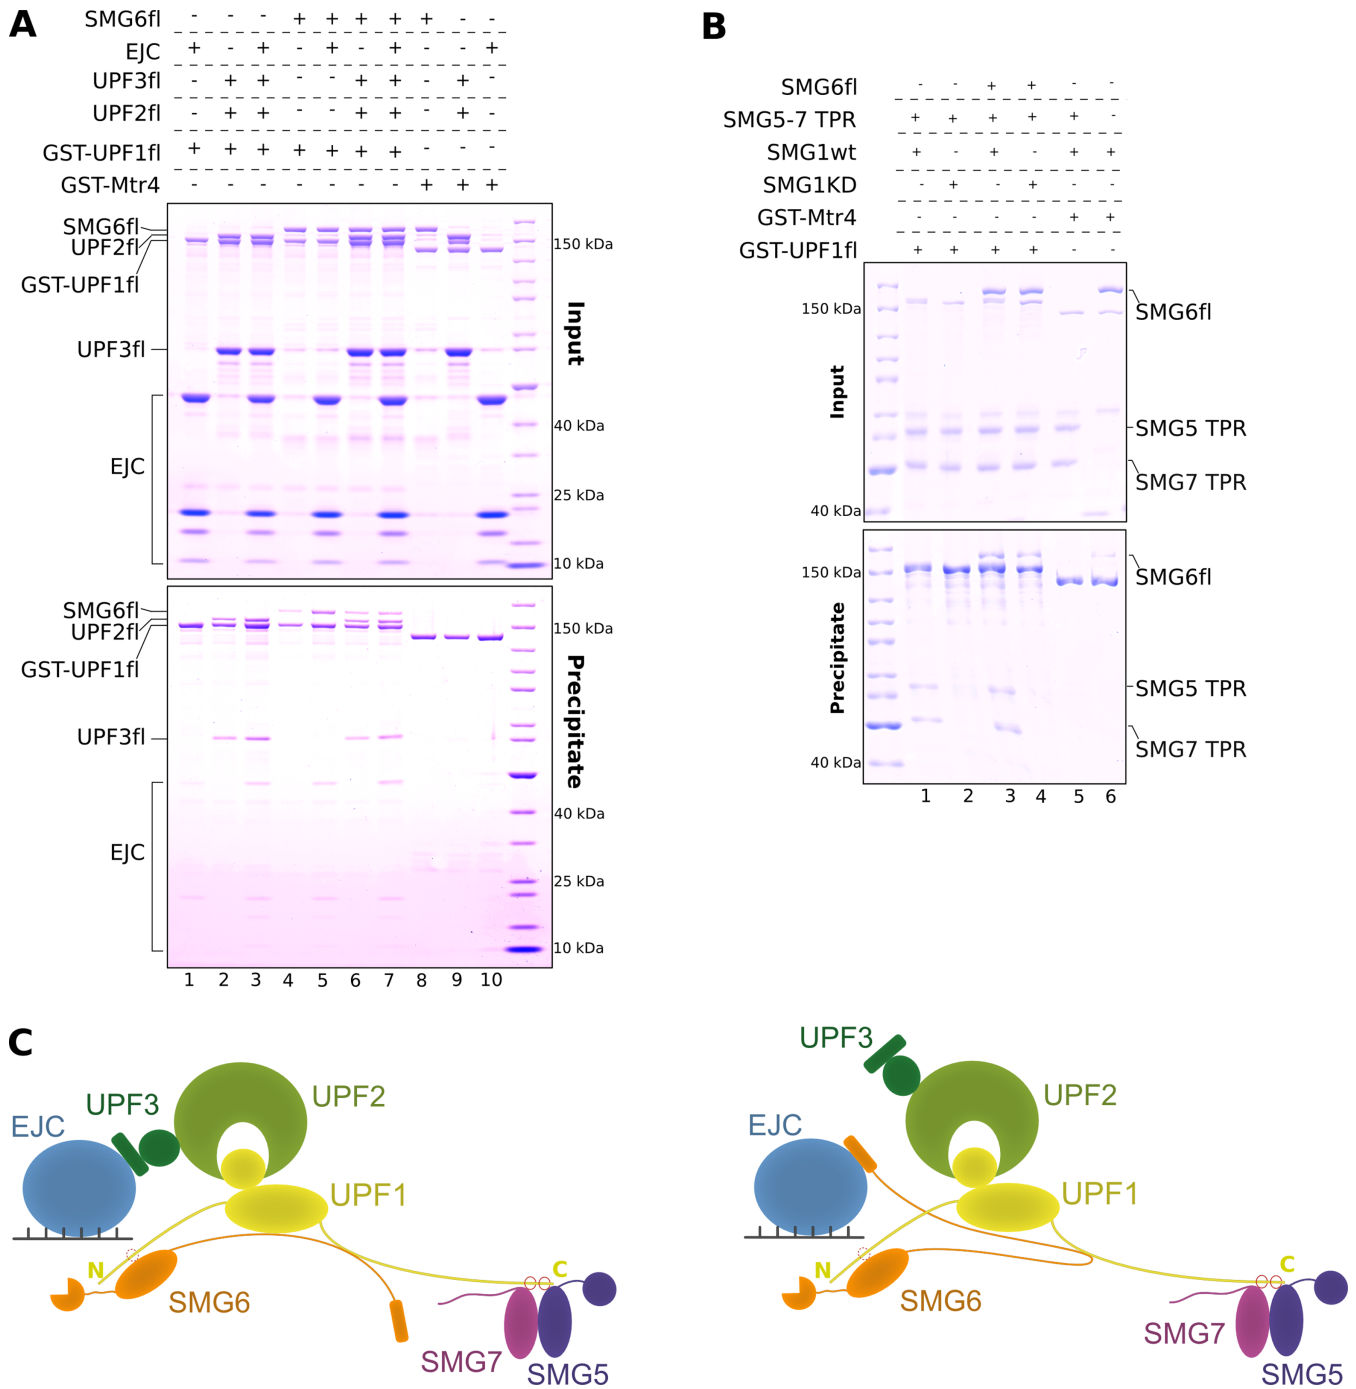 A
SMG6fl - - - + + + + + - -
EJC + - + - + - + - - +
UPF3fl - + + - - + + - + -
UPF2fl - + + - - + + - + -
GST-UPF1fl + + + + + + + - - -
GST-Mtr4 - - - - - - - + + +
SMG6fl
UPF2fl
GST-UPF1fl
UPF3fl
EJC
150 kDa
40 kDa
25 kDa
10 kDa
Input
SMG6fl
UPF2fl
GST-UPF1fl
UPF3fl
EJC
150 kDa
40 kDa
25 kDa
10 kDa
Precipitate
1 2 3 4 5 6 7 8 9 10
B
SMG6fl - - + + - -
SMG5-7 TPR + + + + + -
SMG1wt + - + - + +
SMG1KD - + - + - -
GST-Mtr4 - - - - + +
GST-UPF1fl + + + + - -
150 kDa
40 kDa
Input
SMG6fl
SMG5 TPR
SMG7 TPR
150 kDa
40 kDa
Precipitate
SMG6fl
SMG5 TPR
SMG7 TPR
1 2 3 4 5 6
C
EJC
UPF3
UPF2
UPF1
N
SMG6
C
SMG7
SMG5
UPF3
EJC
UPF2
UPF1
N
SMG6
C
SMG7
SMG5